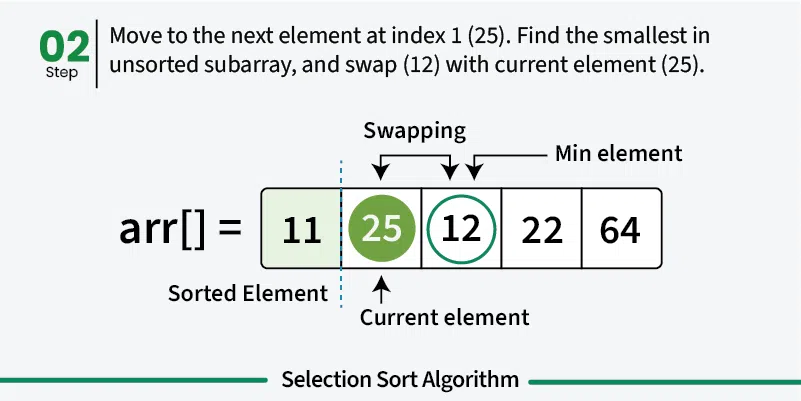 02
Step
Move to the next element at index 1 (25). Find the smallest in
unsorted subarray, and swap (12) with current element (25).
Swapping
Min element
arr[] = 11 25 12 22 64
Sorted Element
Current element
Selection Sort Algorithm